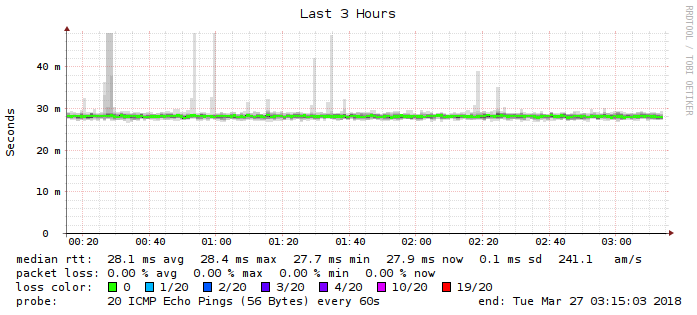 Last 3 Hours
RRDTOOL / TOBI OETIKER
Seconds
40 m
30 m
20 m
10 m
0
00:20 00:40 01:00 01:20 01:40 02:00 02:20 02:40 03:00
median rtt: 28.1 ms avg 28.4 ms max 27.7 ms min 27.9 ms now 0.1 ms sd 241.1 am/s
packet loss: 0.00 % avg 0.00 % max 0.00 % min 0.00 % now
loss color: 0 1/20 2/20 3/20 4/20 10/20 19/20
probe: 20 ICMP Echo Pings (56 Bytes) every 60s end: Tue Mar 27 03:15:03 2018